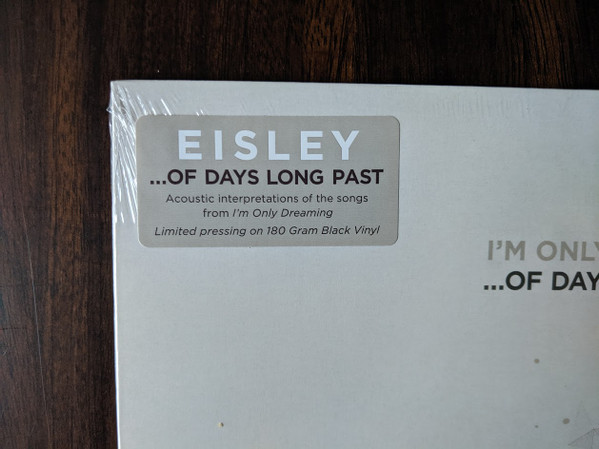 EISLEY
...OF DAYS LONG PAST
Acoustic interpretations of the songs
from I'm Only Dreaming
Limited pressing on 180 Gram Black Vinyl
I'M ONLY
...OF DAY